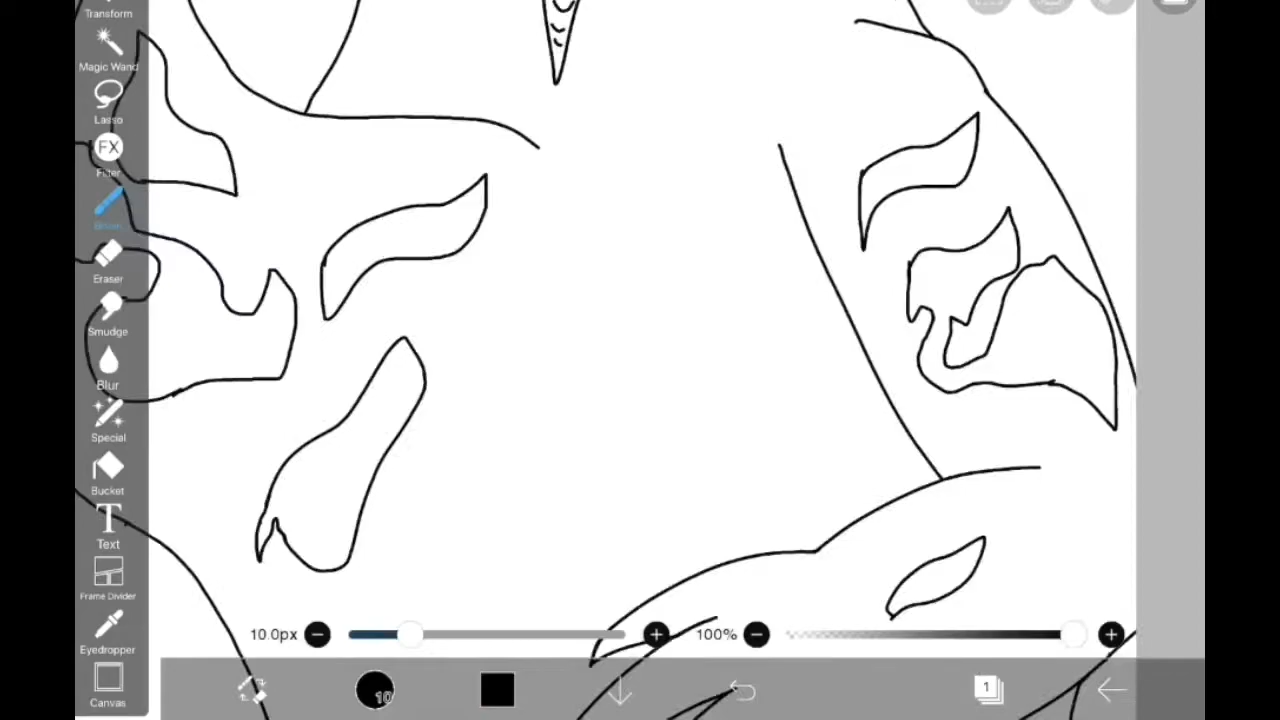 Transform
Magic Wand
Lasso
FX
Filter
Brush
Eraser
Smudge
Blur
Special
Bucket
T
Text
Frame Divider
Eyedropper
Canvas
10.0px
100%
10
1